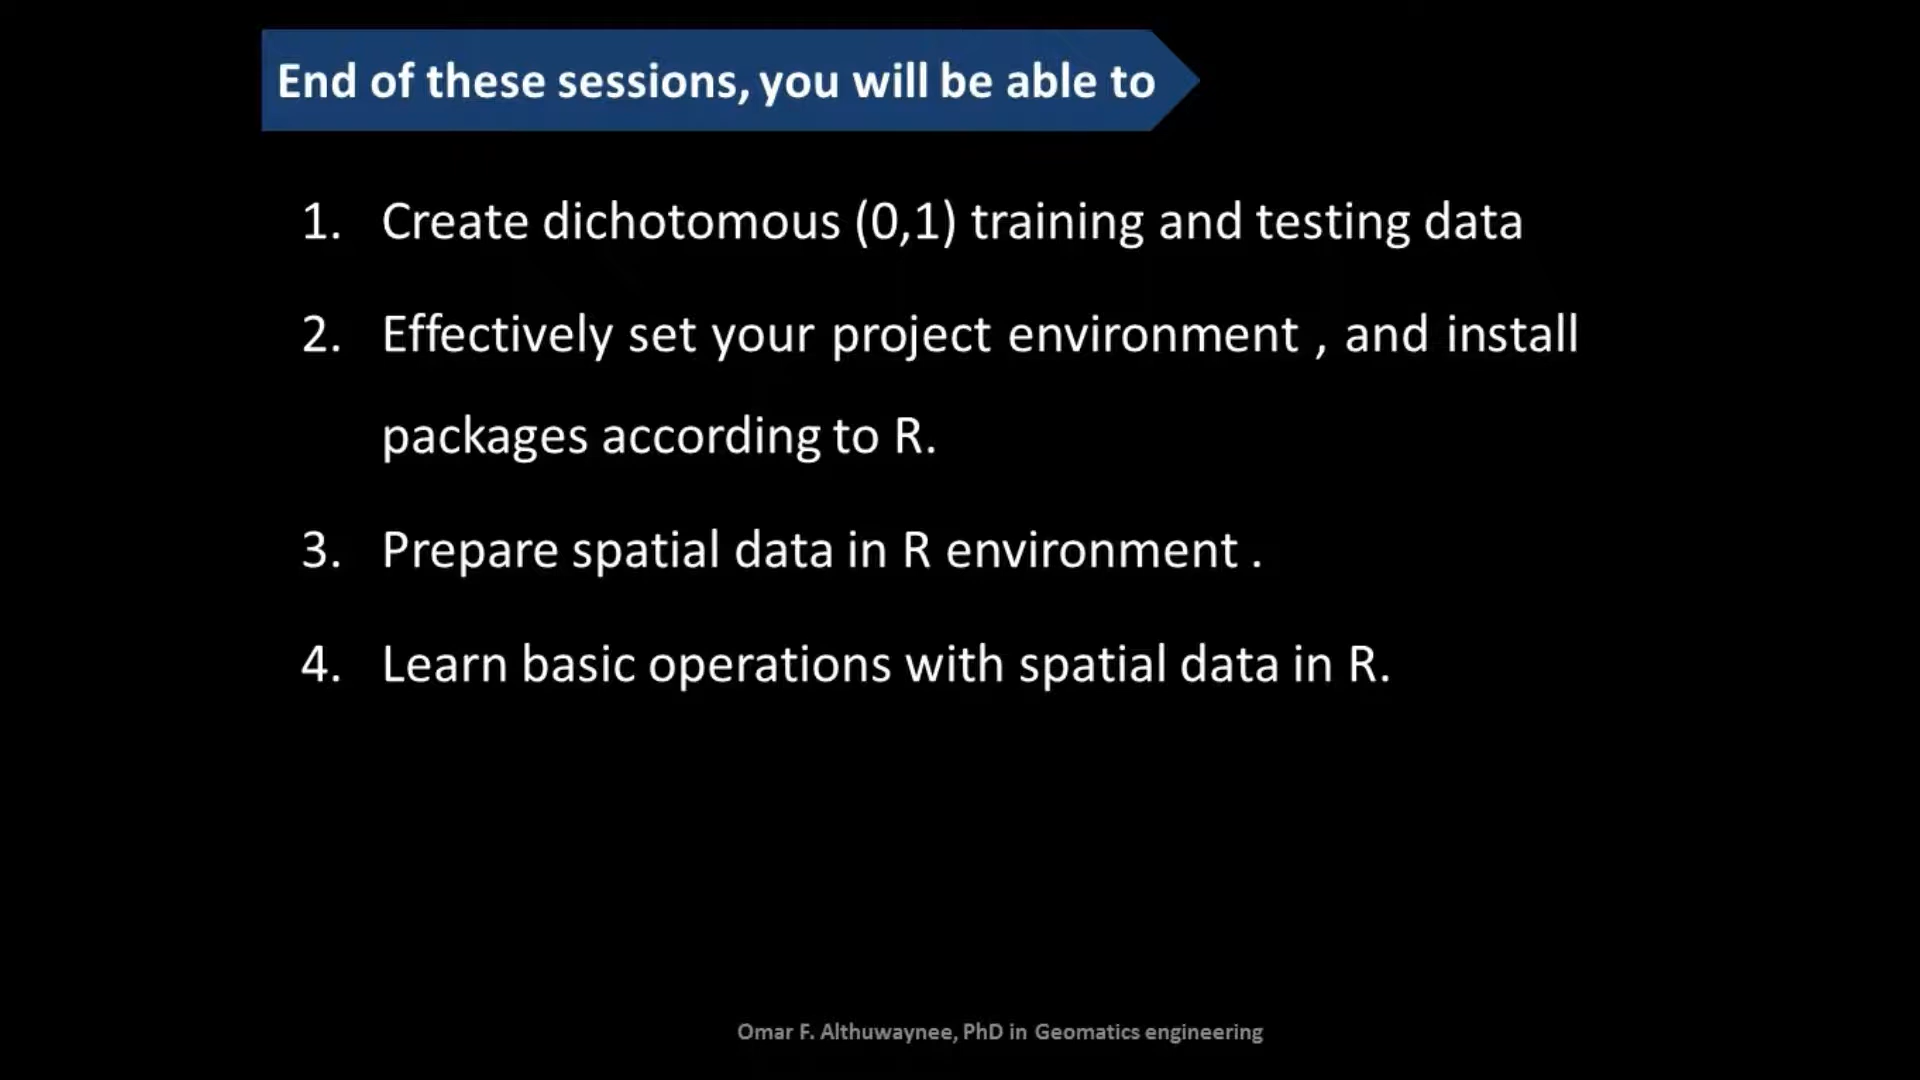 End of these sessions, you will be able to
1. Create dichotomous (0,1) training and testing data
2. Effectively set your project environment , and install
packages according to R.
3. Prepare spatial data in R environment .
4. Learn basic operations with spatial data in R.
Omar F. Althuwaynee, PhD in Geomatics engineering